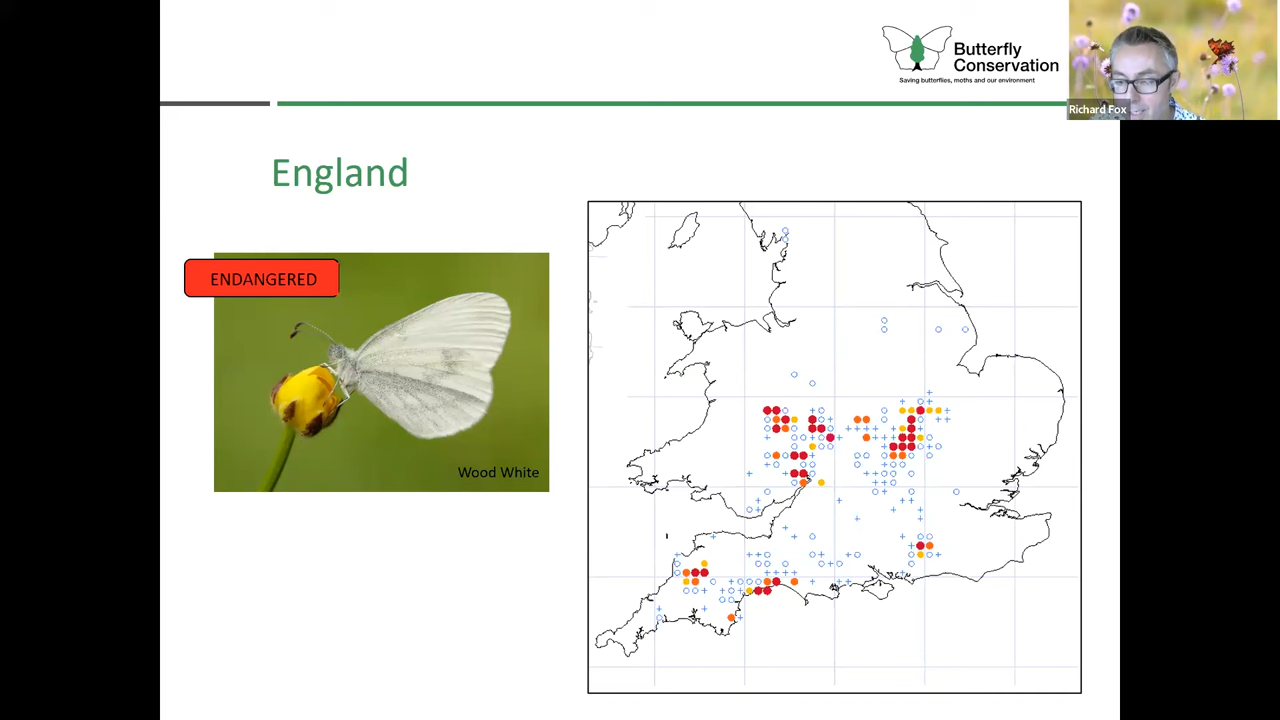 Butterfly
Conservation
Saving butterflies, moths and our environment
Richard Fox
England
ENDANGERED
Wood White